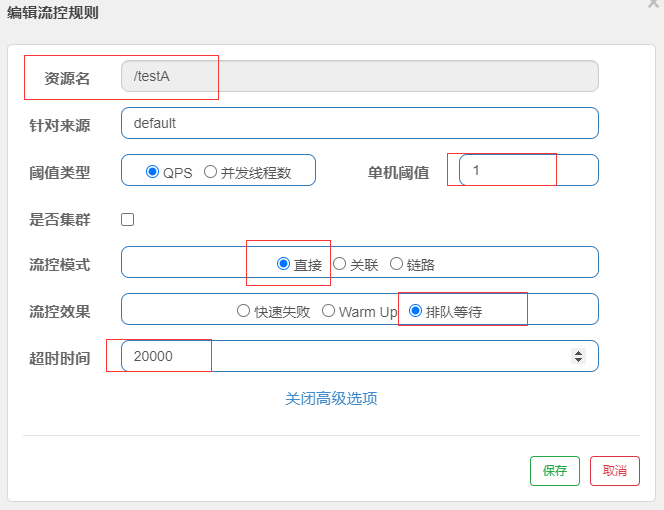 编辑流控规则
资源名 /testA
针对来源 default
阈值类型 QPS 并发线程数 单机阈值 1
是否集群
流控模式 直接 关联 链路
流控效果 快速失败 Warm Up 排队等待
超时时间 20000
关闭高级选项
保存 取消